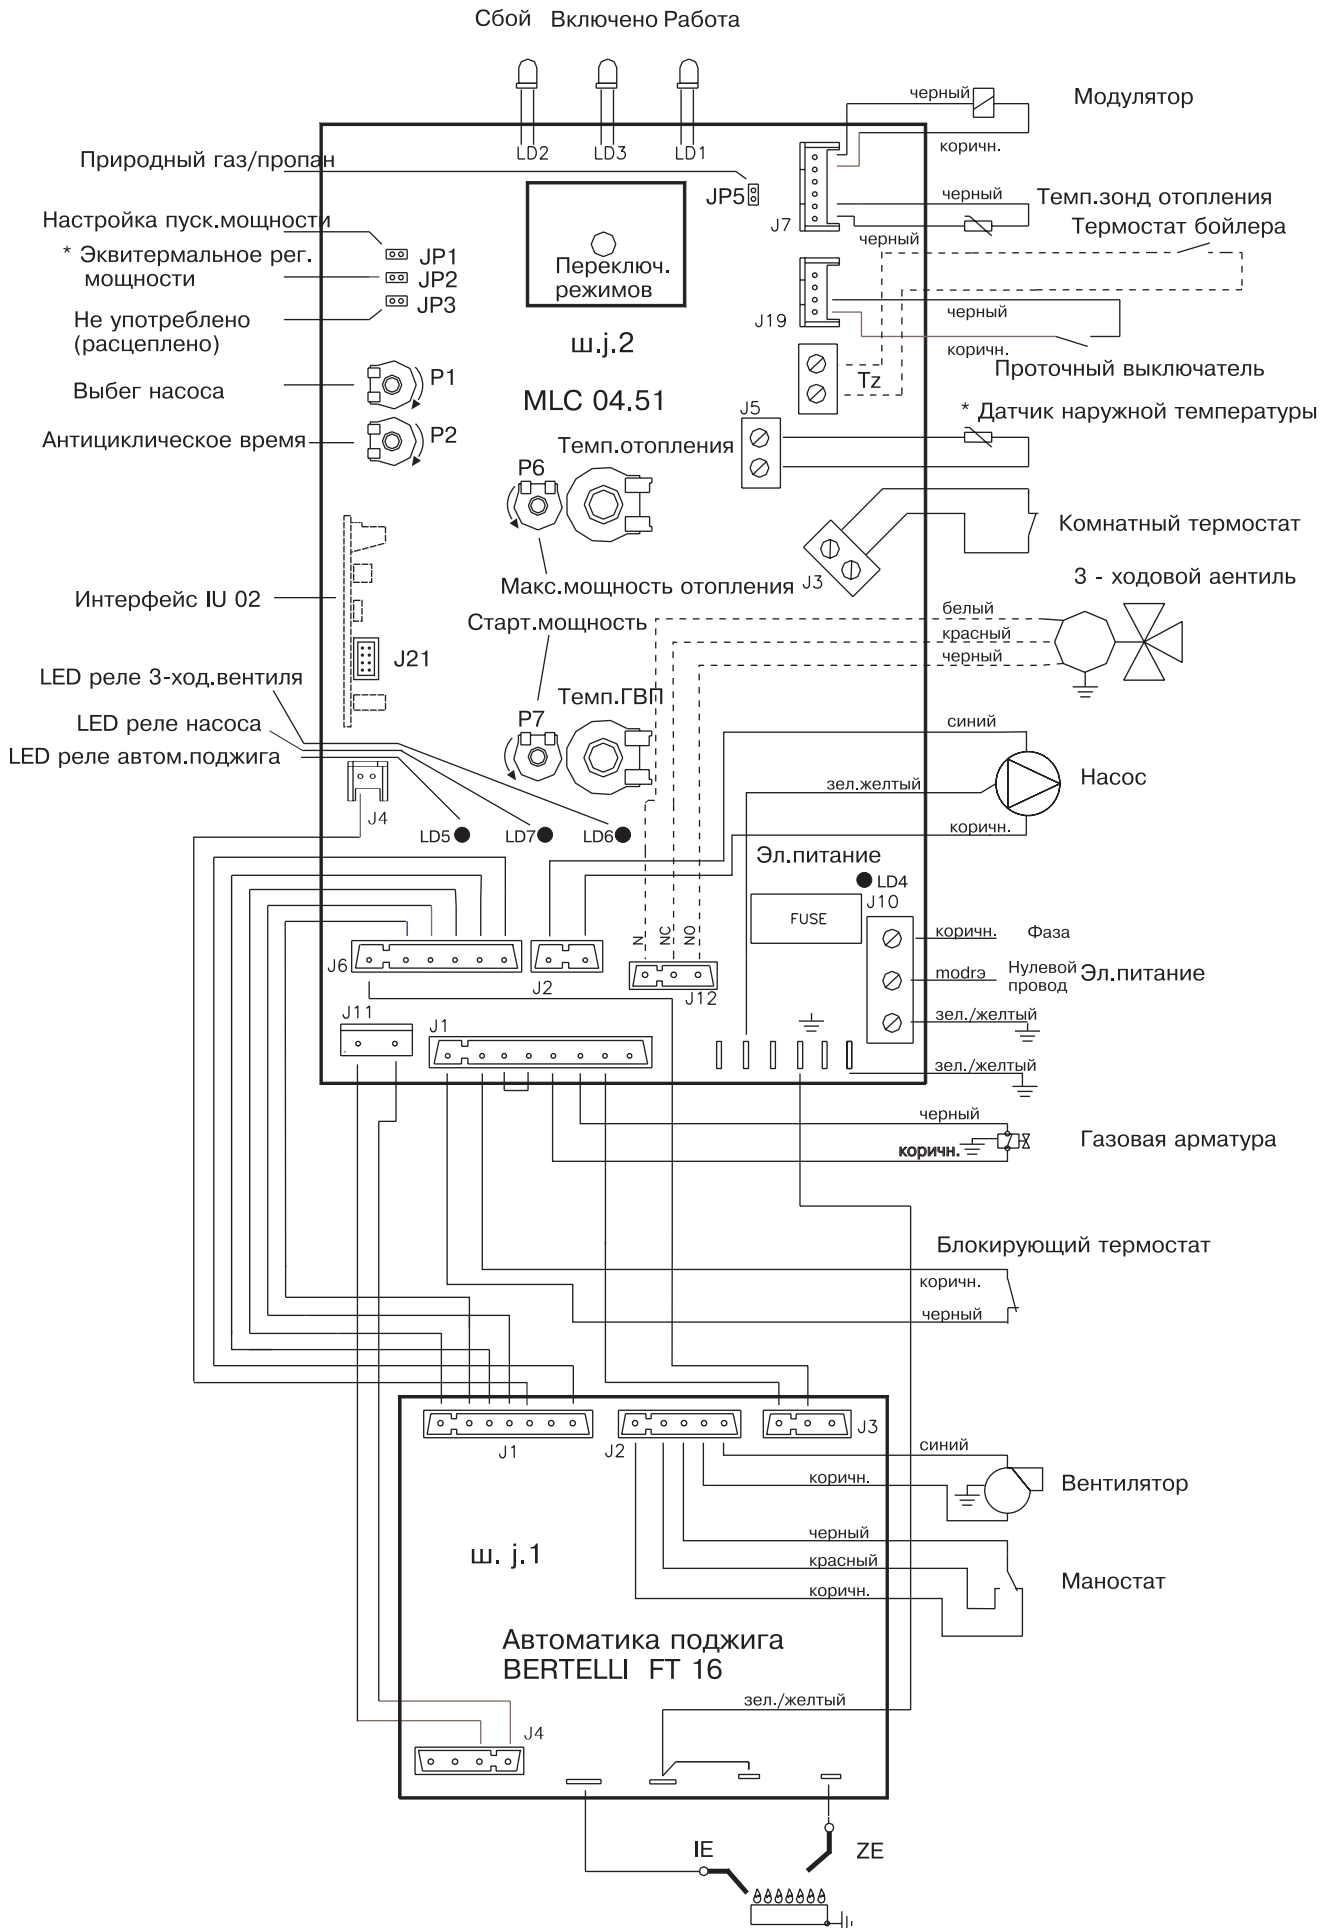 Сбой Включено Работа
черный
Модулятор
коричн.
LD2 LD3 LD1
Природный газ/пропан
JP5
J7
черный
Темп.зонд отопления
черный
Термостат бойлера
Настройка пуск.мощности
JP1
* Эквитермальное рег.
мощности
JP2
JP3
Не употреблено
(расцеплено)
Переключ.
режимов
ш.j.2
J19
черный
коричн.
Проточный выключатель
Tz
Выбег насоса
P1
MLC 04.51
J5
* Датчик наружной температуры
Антициклическое время
P2
Темп.отопления
P6
Комнатный термостат
J3
Макс.мощность отопления
3 - ходовой аентиль
Интерфейс IU 02
Старт.мощность
белый
красный
черный
J21
LED реле 3-ход.вентиля
Темп.ГВП
P7
LED реле насоса
синий
LED реле автом.поджига
зел.желтый
Насос
J4
LD5
LD7
LD6
коричн.
Эл.питание
LD4
J10
FUSE
N
NC
NO
коричн.
Фаза
J6
J2
J12
modrэ
Нулевой
провод
Эл.питание
J11
J1
зел./желтый
зел./желтый
черный
Газовая арматура
коричн.
Блокирующий термостат
коричн.
черный
J1
J2
J3
синий
коричн.
Вентилятор
ш. j.1
черный
красный
Маностат
коричн.
Автоматика поджига
BERTELLI FT 16
зел./желтый
J4
IE
ZE